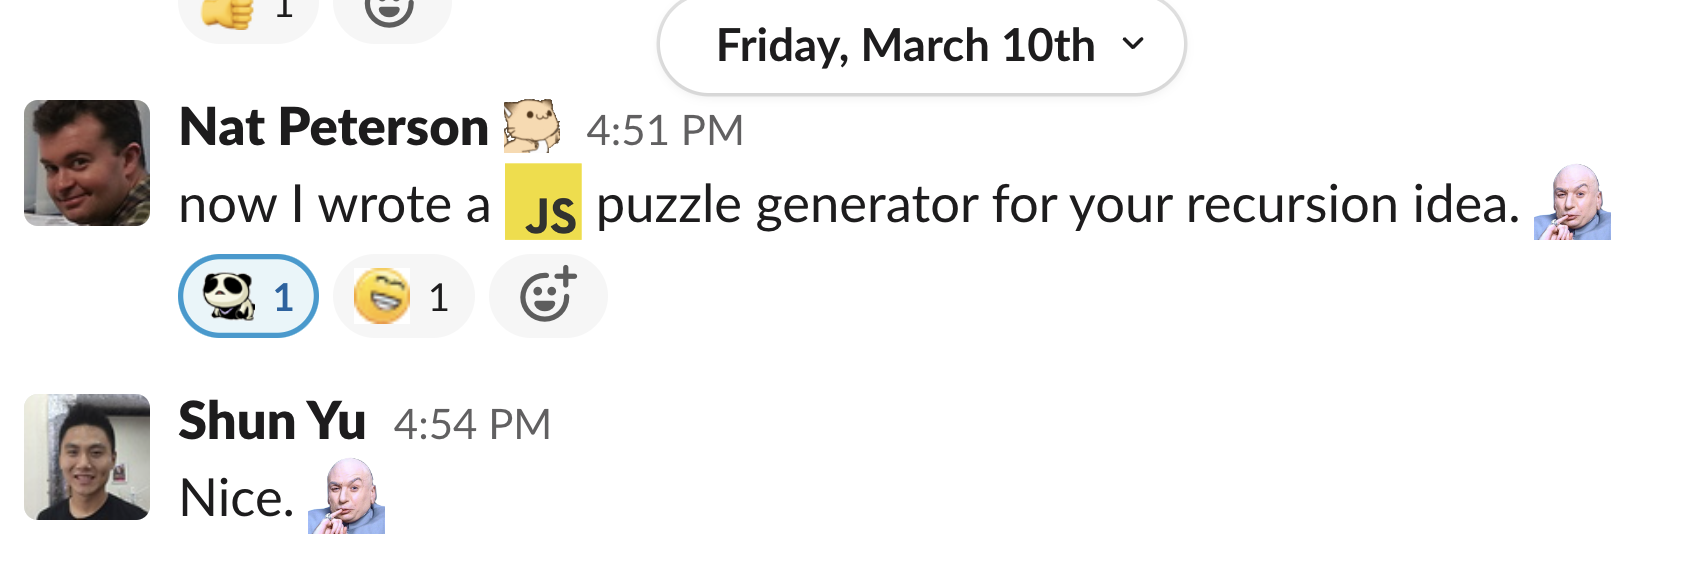 1
Friday, March 10th
Nat Peterson 4:51 PM
now I wrote a JS puzzle generator for your recursion idea.
1 1
Shun Yu 4:54 PM
Nice.